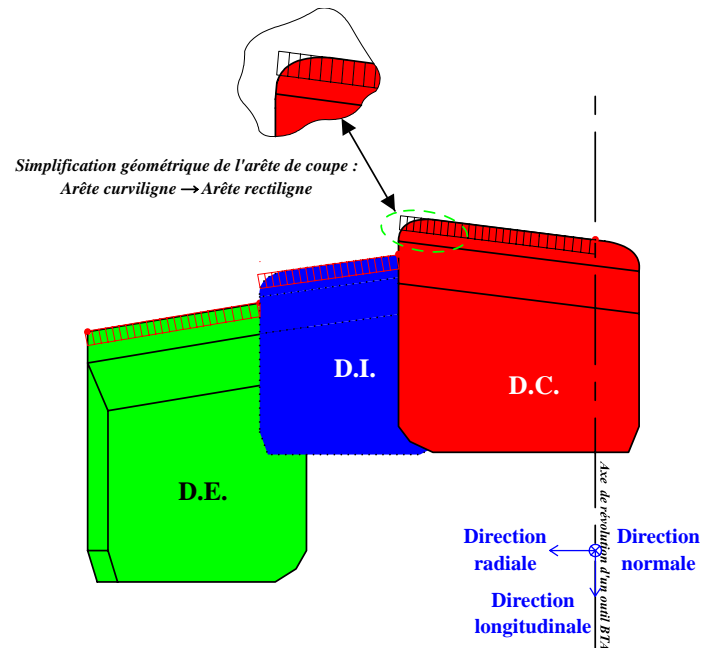 Simplification géométrique de l'arête de coupe :
Arête curviligne → Arête rectiligne
D.I.
D.C.
D.E.
Axe de révolution d'un outil BTA
Direction radiale
Direction normale
Direction longitudinale